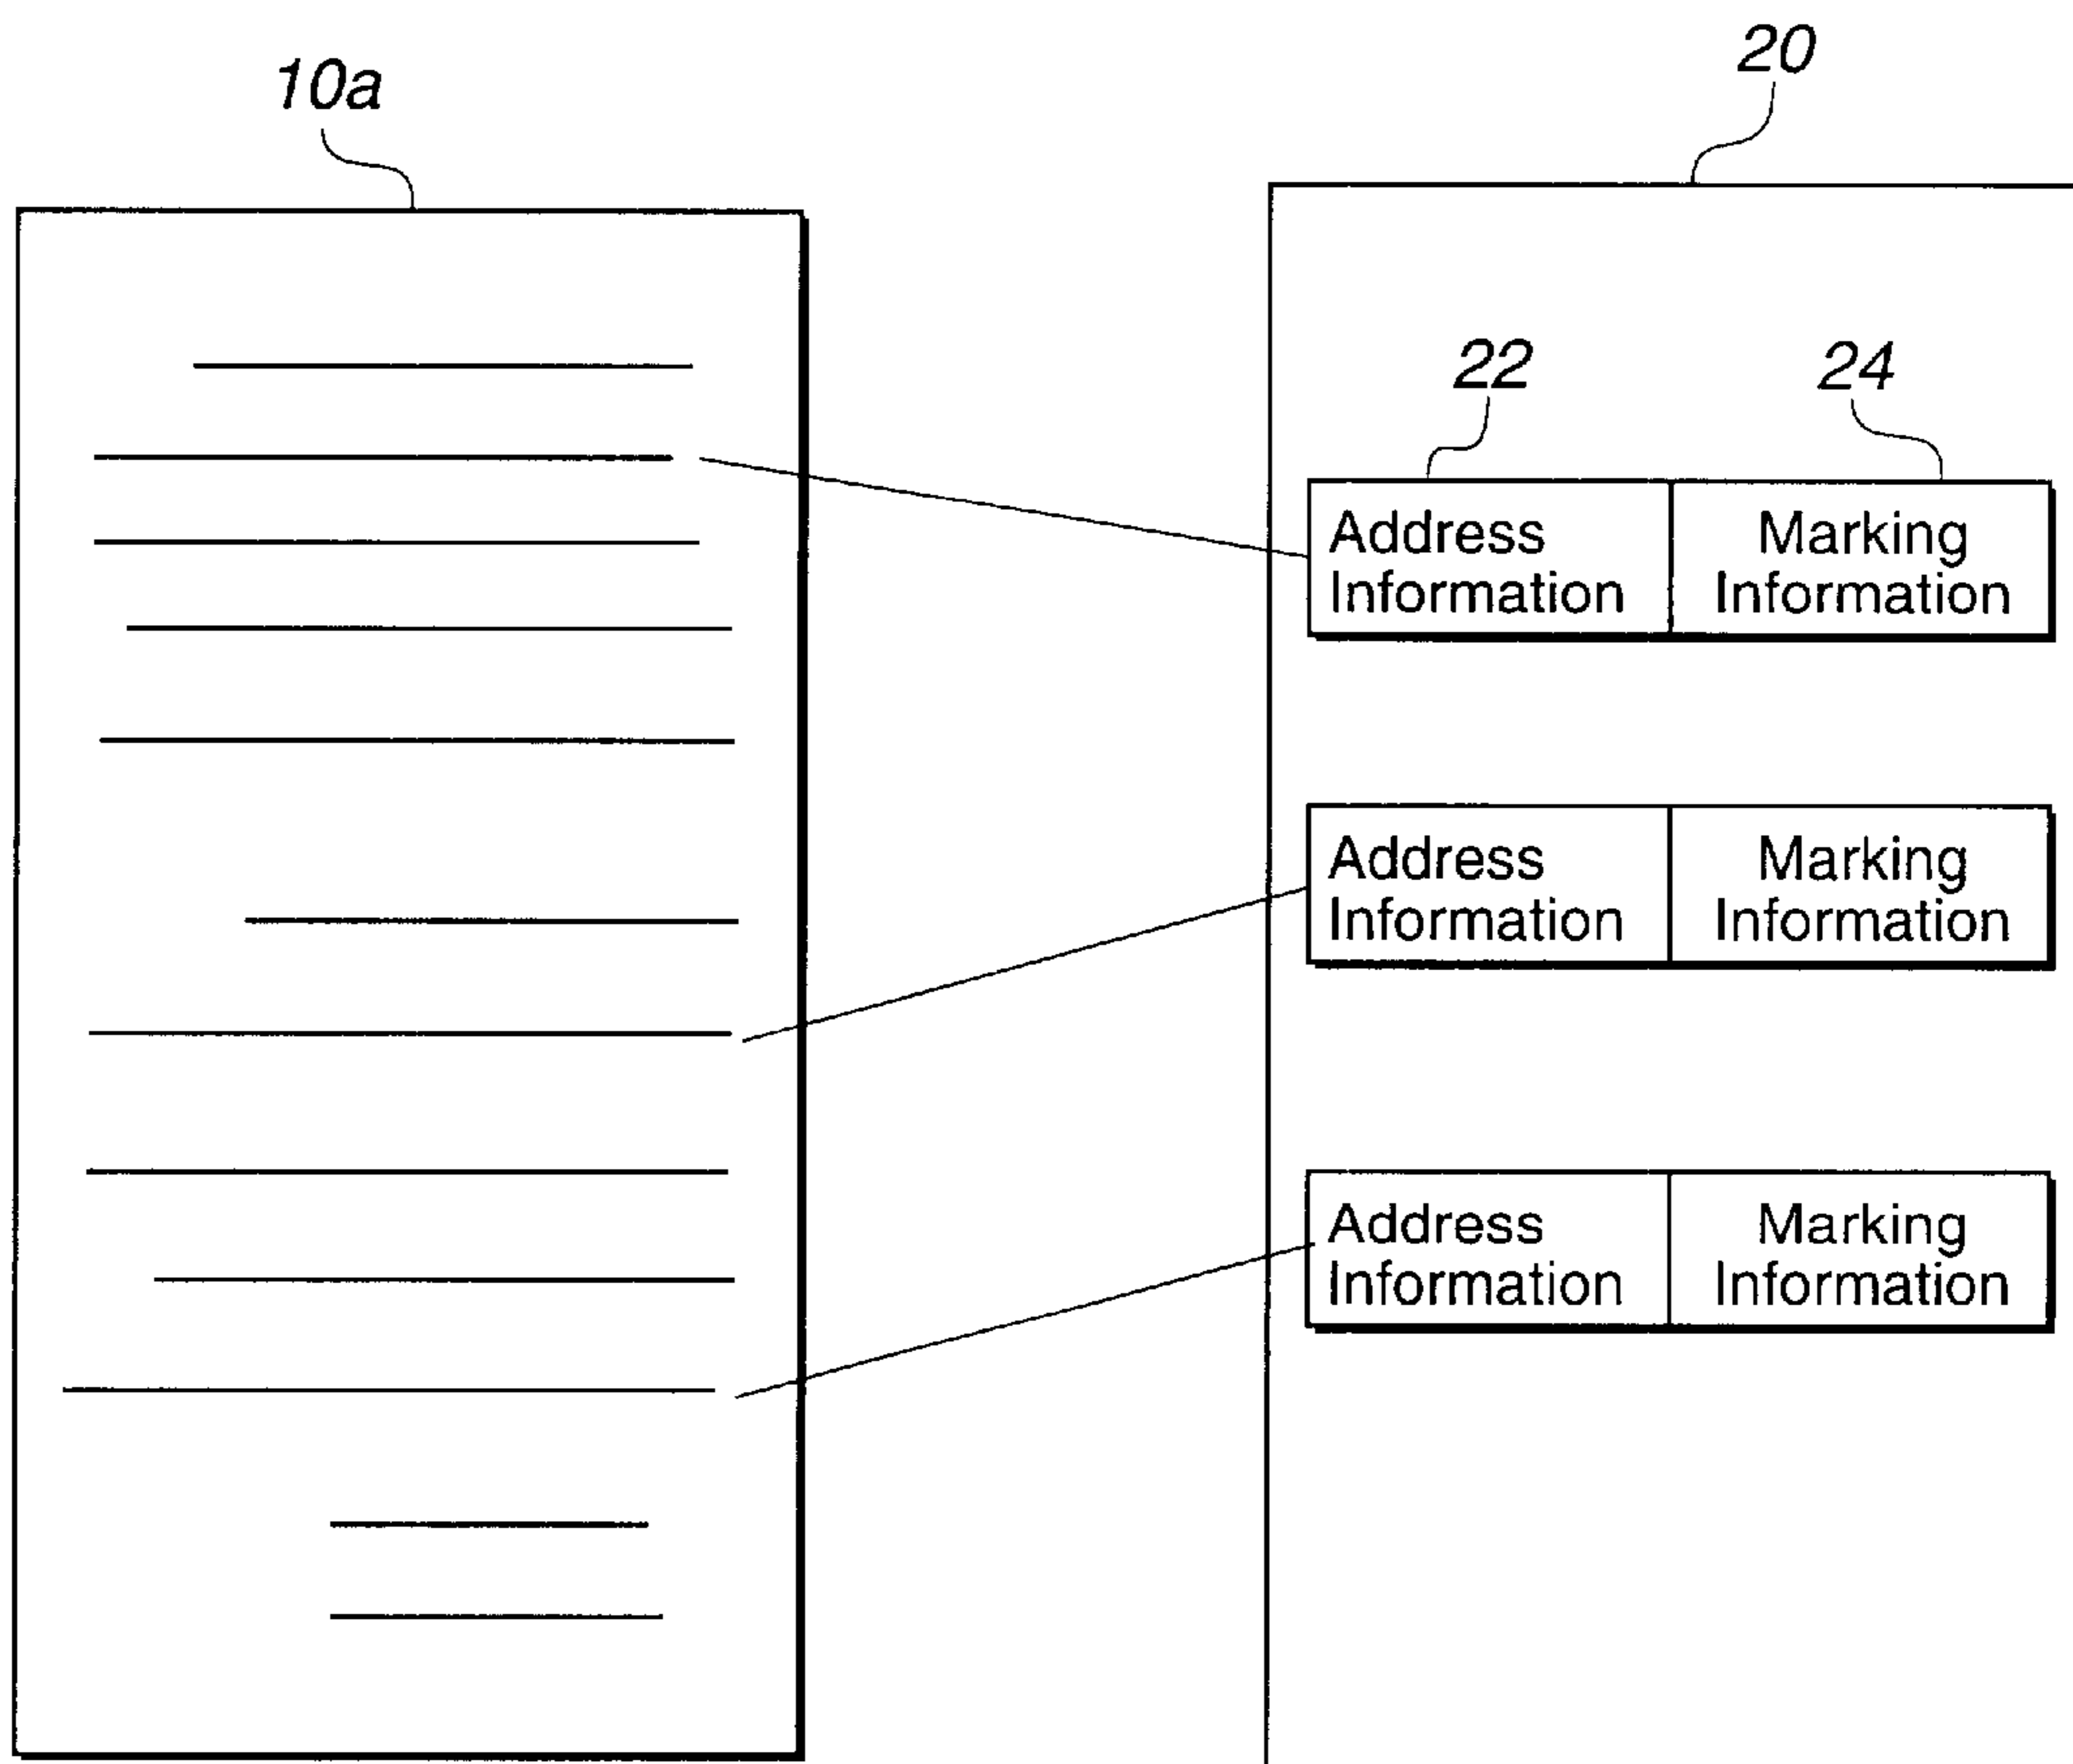 10a
20
22
24
Address
Information
Marking
Information
Address
Information
Marking
Information
Address
Information
Marking
Information